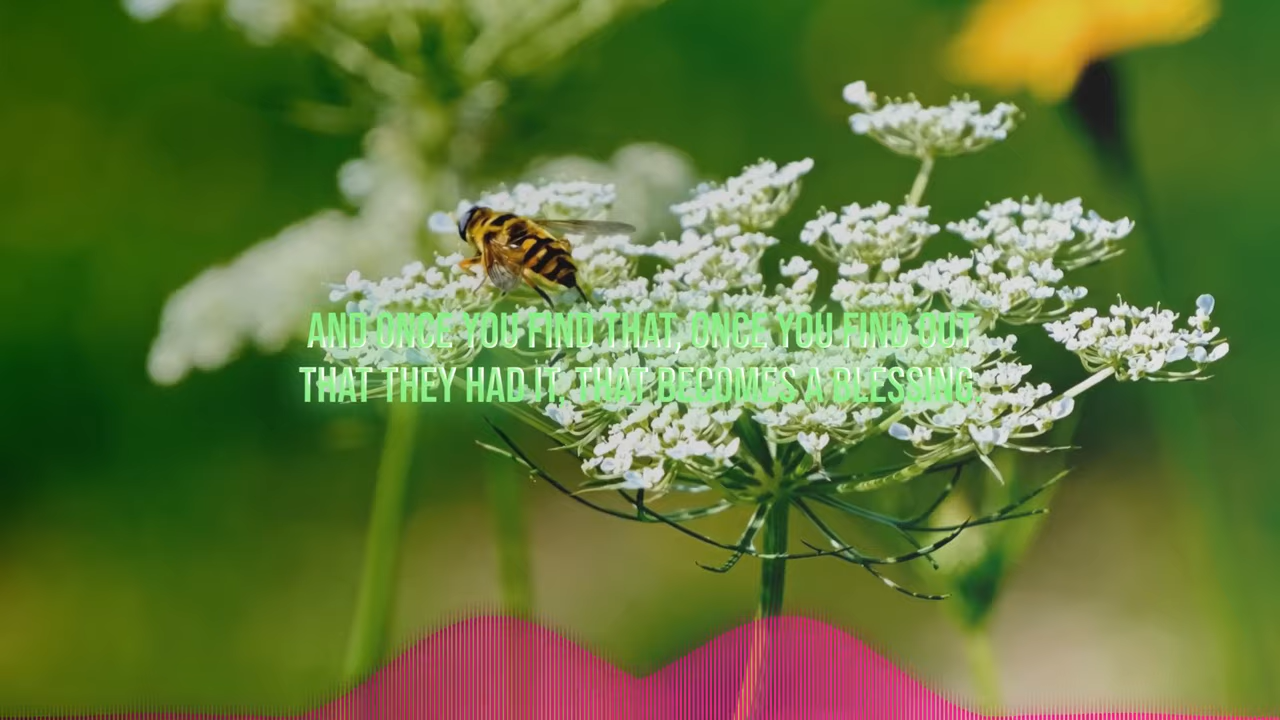 AND ONCE YOU FIND THAT, ONCE YOU FIND OUT
THAT THEY HAD IT, THAT BECOMES A BLESSING.